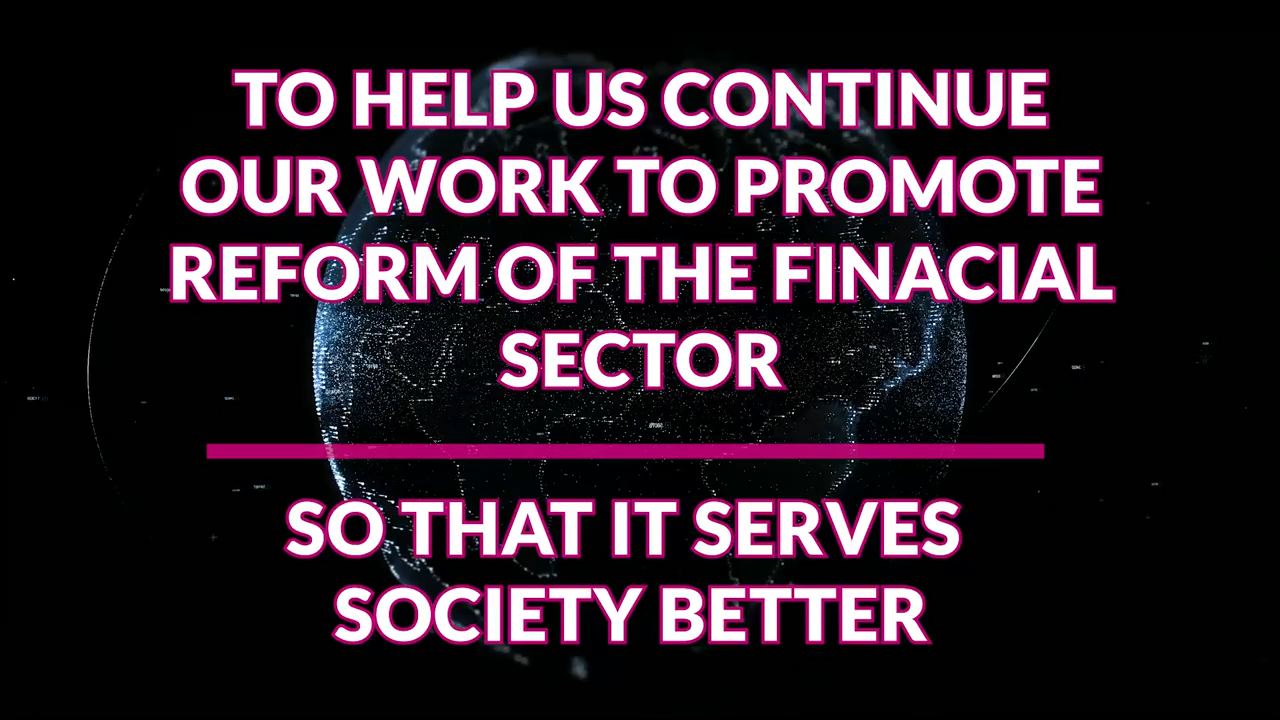 TO HELP US CONTINUE
OUR WORK TO PROMOTE
REFORM OF THE FINACIAL
SECTOR
SO THAT IT SERVES
SOCIETY BETTER